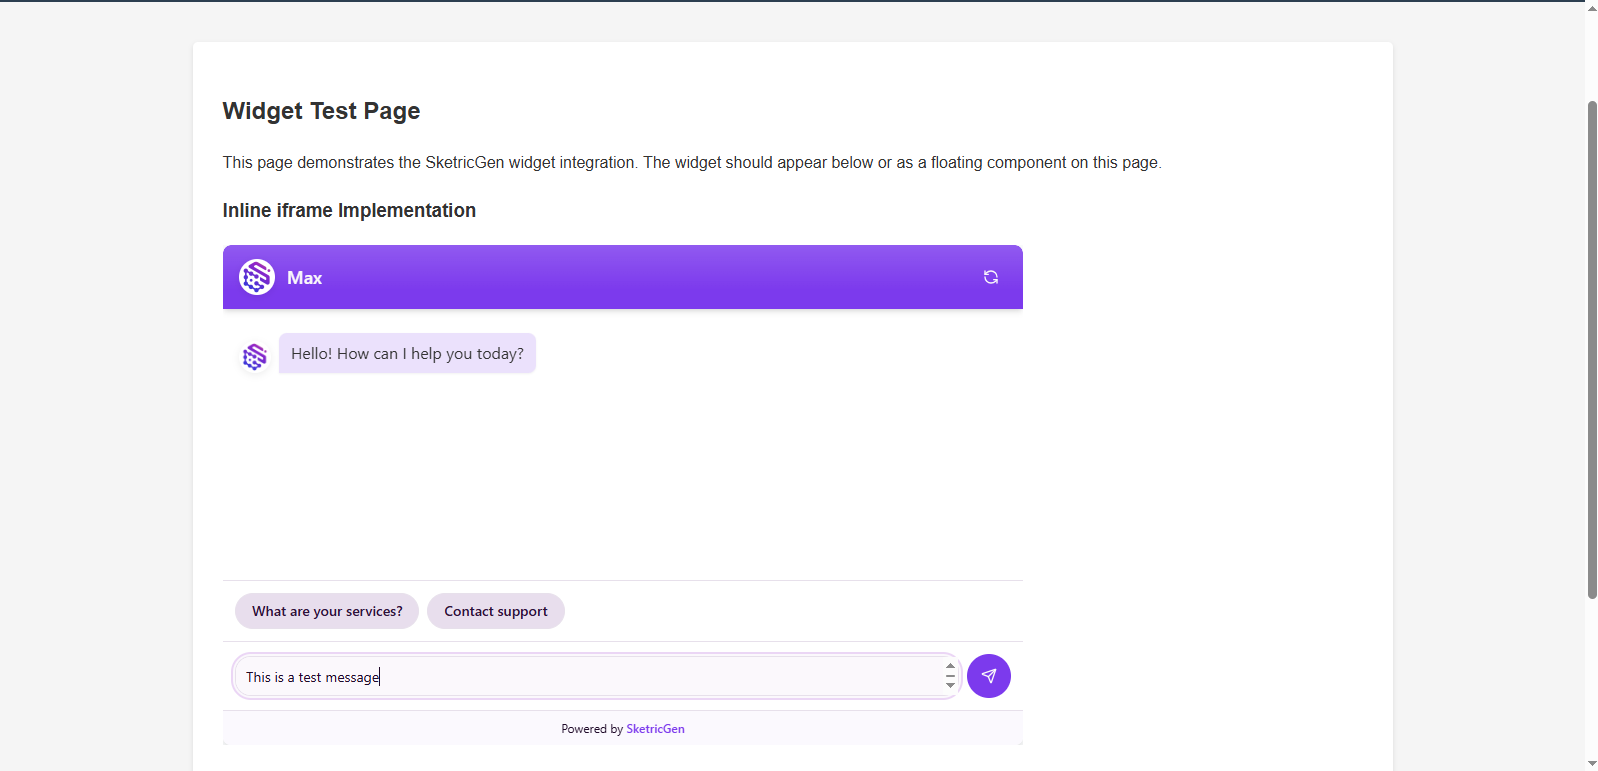 Widget Test Page
This page demonstrates the SketricGen widget integration. The widget should appear below or as a floating component on this page.
Inline iframe Implementation
Max
Hello! How can I help you today?
What are your services?
Contact support
This is a test message
Powered by SketricGen